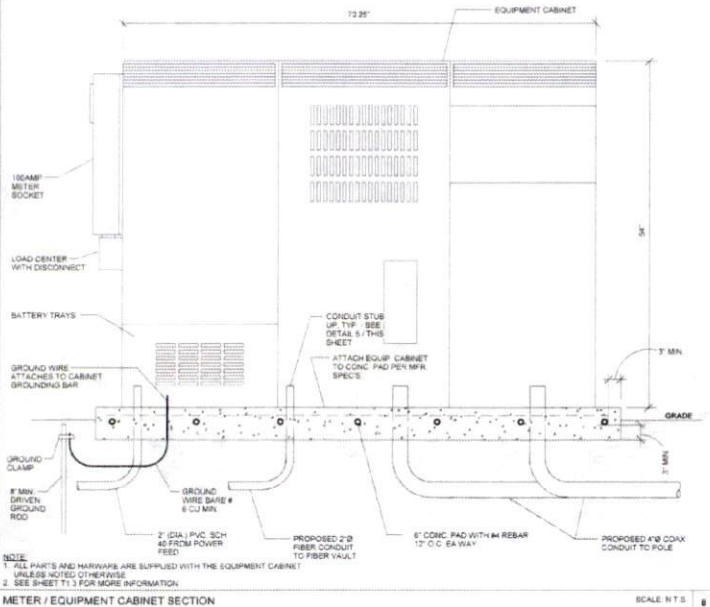 72.25"
EQUIPMENT CABINET
100AMP
METER
SOCKET
54"
LOAD CENTER
WITH DISCONNECT
BATTERY TRAYS
CONDUIT STUB
UP, TYP - SEE
DETAIL 5 / THIS
SHEET
ATTACH EQUIP CABINET
TO CONC. PAD PER MFR
SPEC'S
GROUND WIRE
ATTACHES TO CABINET
GROUNDING BAR
3" MIN.
GRADE
GROUND
CLAMP
3" MIN
8' MIN.
DRIVEN
GROUND
ROD
GROUND
WIRE BARE #
6 CU MIN.
2" (DIA.) PVC, SCH
40 FROM POWER
FEED
PROPOSED 2"Ø
FIBER CONDUIT
TO FIBER VAULT
6" CONC. PAD WITH #4 REBAR
12" O.C. EA WAY
PROPOSED 4"Ø COAX
CONDUIT TO POLE
NOTE:
1. ALL PARTS AND HARWARE ARE SUPPLIED WITH THE EQUIPMENT CABINET
UNLESS NOTED OTHERWISE
2. SEE SHEET T1.3 FOR MORE INFORMATION
METER / EQUIPMENT CABINET SECTION
SCALE: N.T.S.